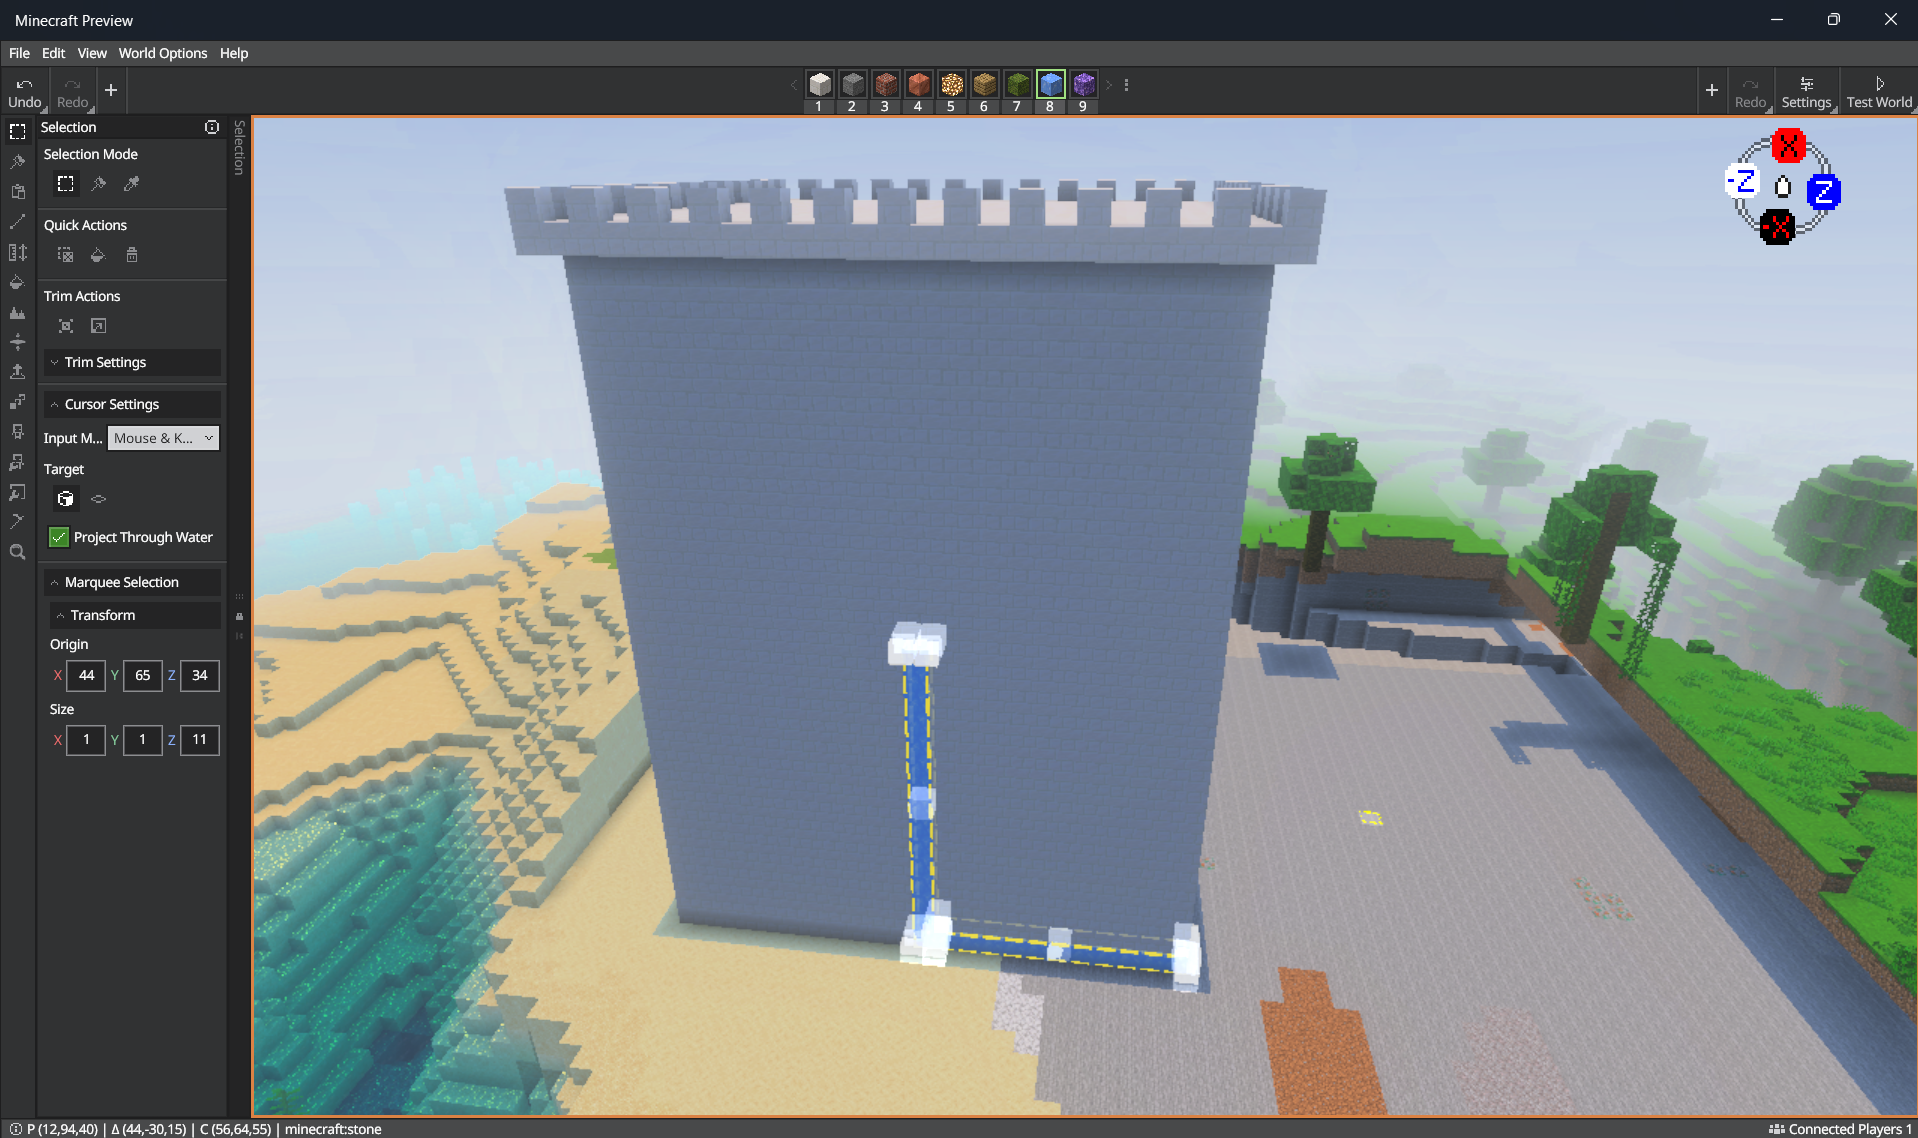 Minecraft Preview
File Edit View World Options Help
Undo Redo
1 2 3 4 5 6 7 8 9
Redo Settings Test World
Selection
Selection
Selection Mode
Quick Actions
Trim Actions
Trim Settings
Cursor Settings
Input M... Mouse & K...
Target
Project Through Water
Marquee Selection
Transform
Origin
X 44 Y 65 Z 34
Size
X 1 Y 1 Z 11
X
-Z Z
-X
P (12,94,40) | Δ (44,-30,15) | C (56,64,55) | minecraft:stone
Connected Players 1